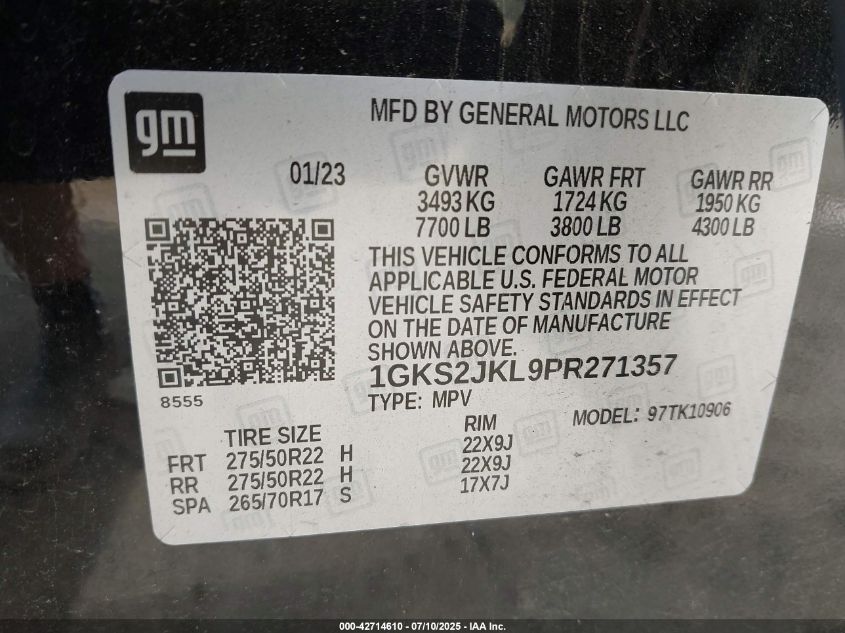 gm
MFD BY GENERAL MOTORS LLC
01/23
GVWR GAWR FRT GAWR RR
3493 KG 1724 KG 1950 KG
7700 LB 3800 LB 4300 LB
THIS VEHICLE CONFORMS TO ALL
APPLICABLE U.S. FEDERAL MOTOR
VEHICLE SAFETY STANDARDS IN EFFECT
ON THE DATE OF MANUFACTURE
SHOWN ABOVE.
1GKS2JKL9PR271357
8555
TYPE: MPV MODEL: 97TK10906
TIRE SIZE RIM
FRT 275/50R22 H 22X9J
RR 275/50R22 H 22X9J
SPA 265/70R17 S 17X7J
000-42714610 - 07/10/2025 - IAA Inc.